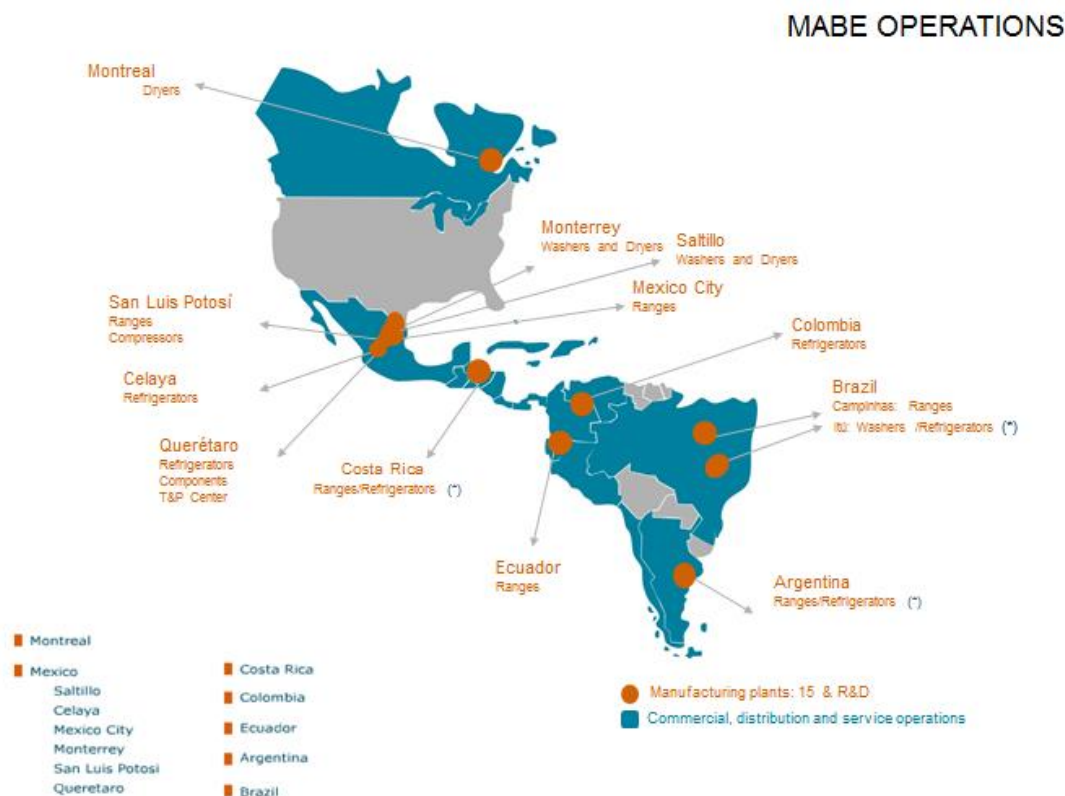 MABE OPERATIONS
Montreal
Dryers
Monterrey
Washers and Dryers
Saltillo
Washers and Dryers
Mexico City
Ranges
San Luis Potosí
Ranges
Compressors
Colombia
Refrigerators
Celaya
Refrigerators
Brazil
Campinhas: Ranges
Itú: Washers /Refrigerators (*)
Querétaro
Refrigerators
Components
T&P Center
Costa Rica
Ranges/Refrigerators (*)
Ecuador
Ranges
Argentina
Ranges/Refrigerators (*)
Montreal
Mexico
Saltillo
Celaya
Mexico City
Monterrey
San Luis Potosi
Queretaro
Costa Rica
Colombia
Ecuador
Argentina
Brazil
Manufacturing plants: 15 & R&D
Commercial, distribution and service operations